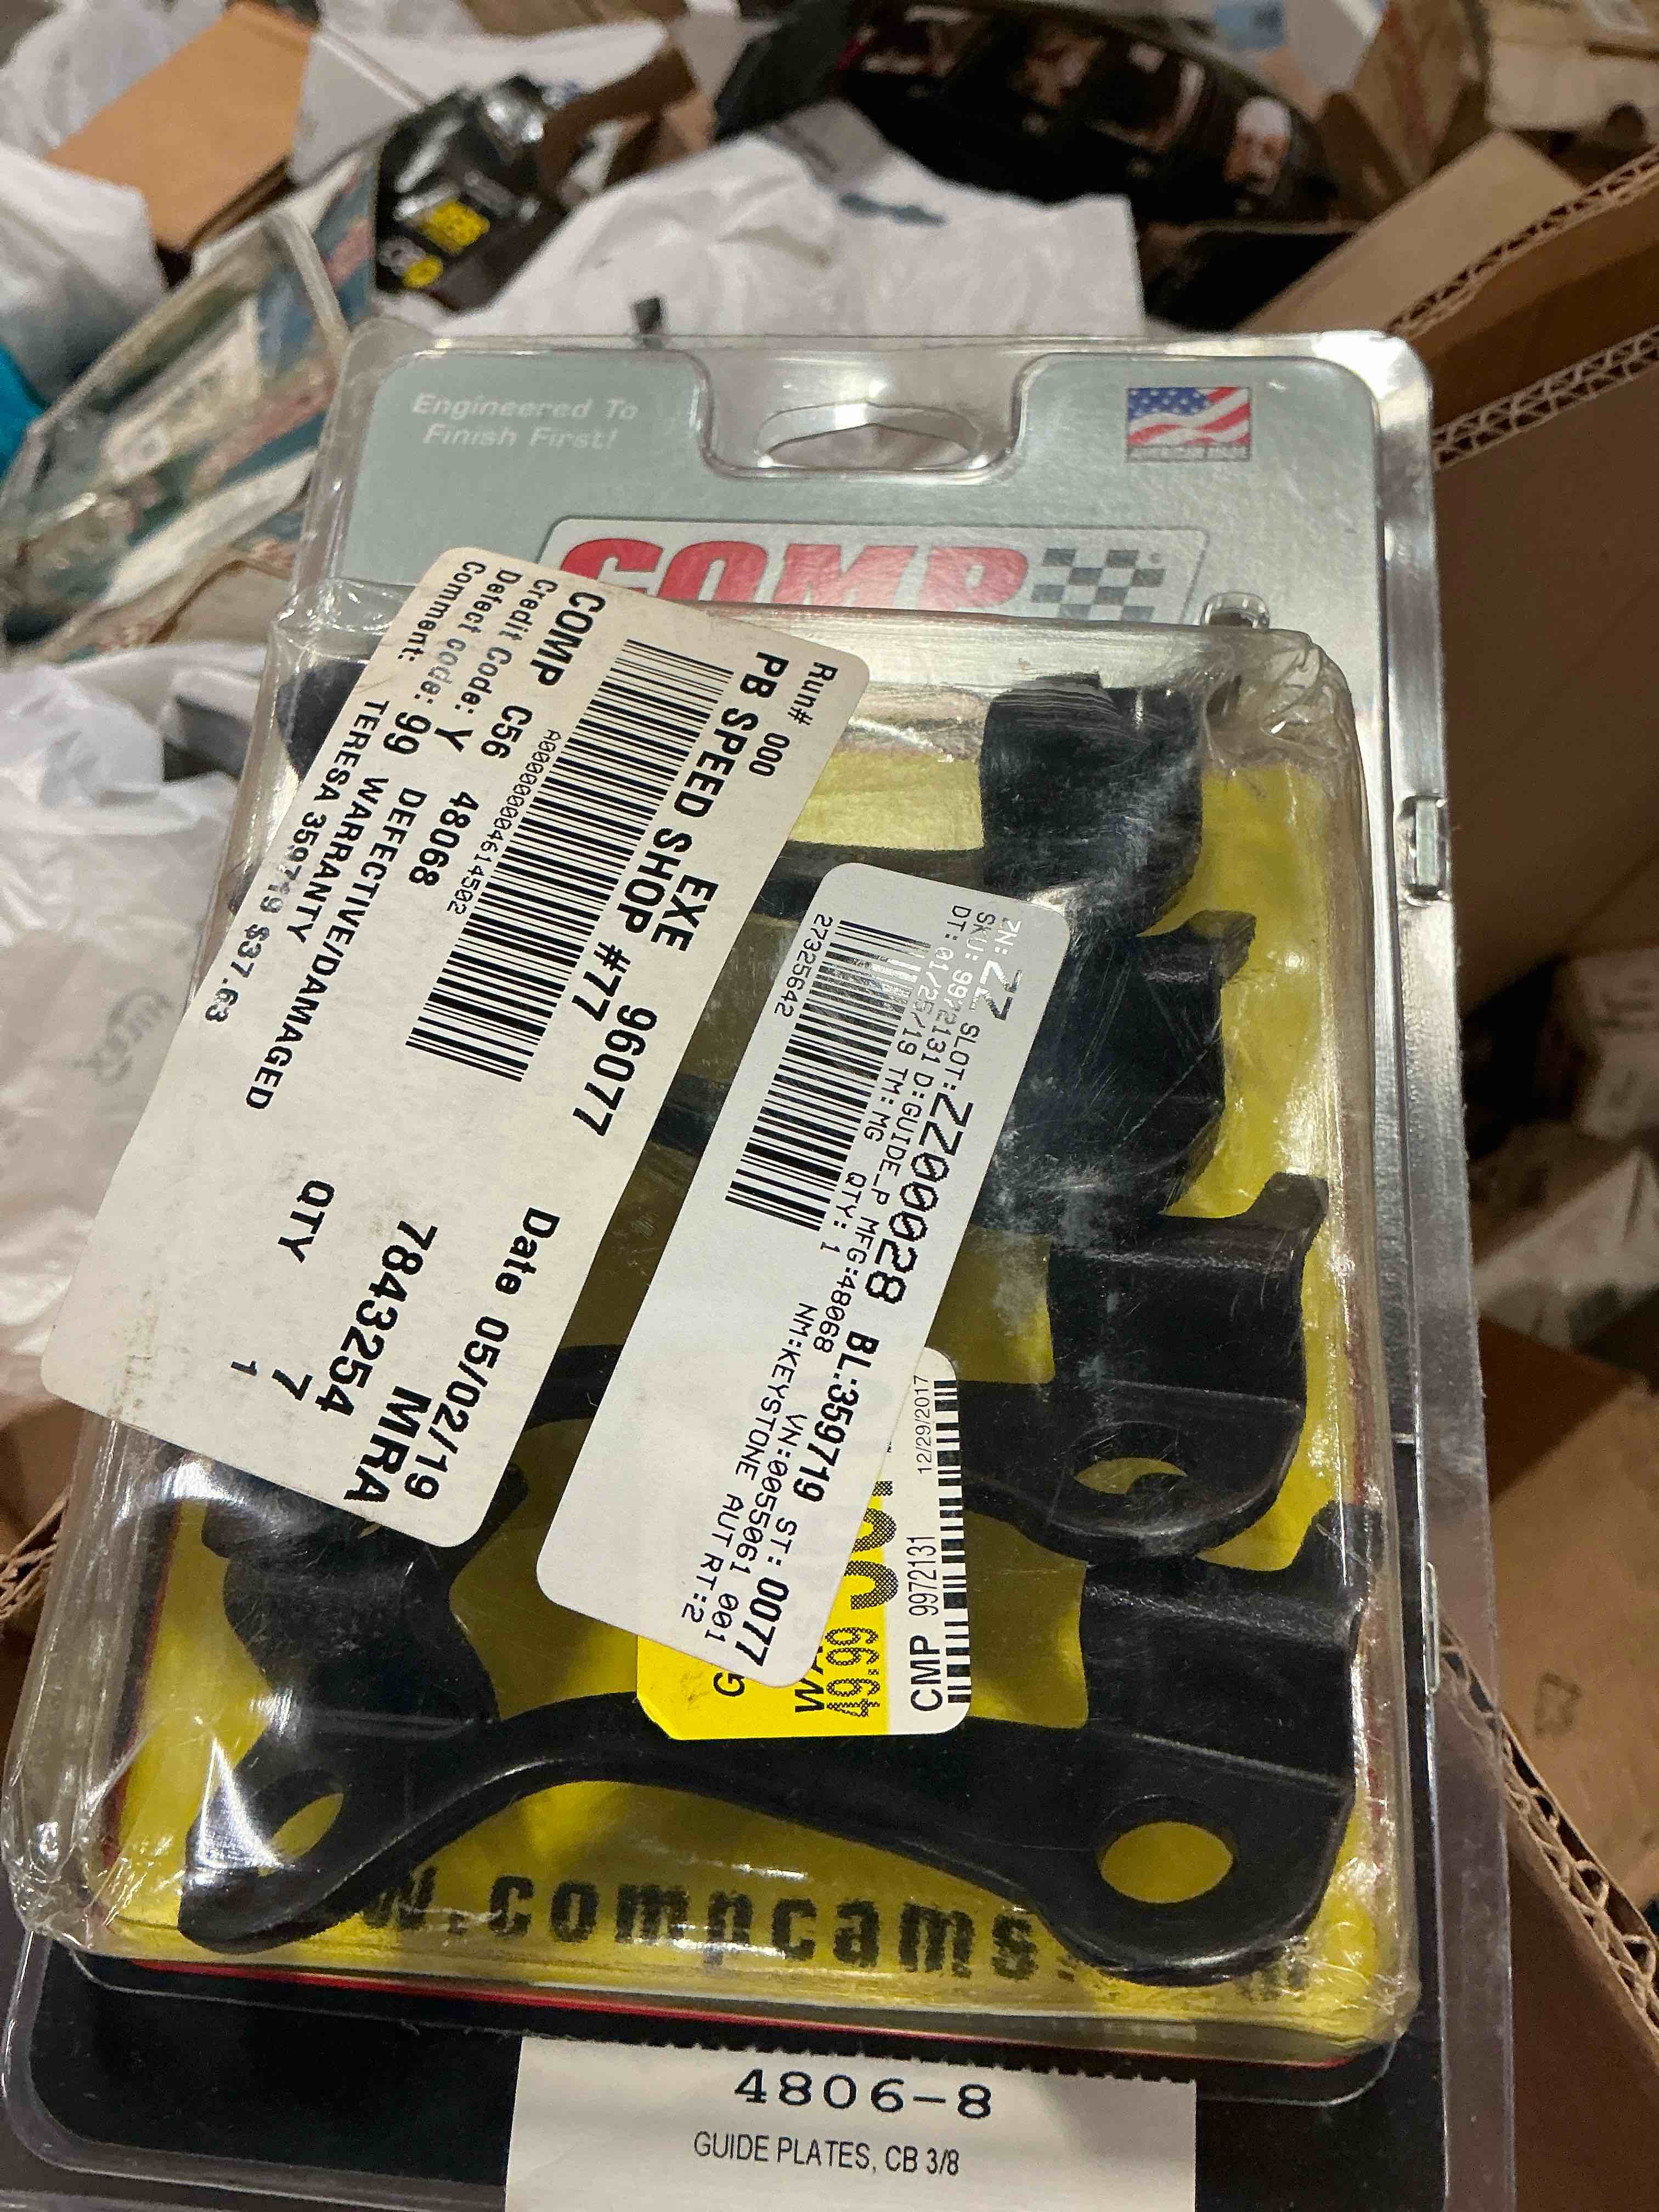 Engineered To
Finish First!
AMERICAN MADE
COMP
Run# 000
PB SPEED SHOP #77
EXE 96077
Date 05/02/19
A000000004614502
COMP C56 48068
7843254 MRA
Credit Code: Y WARRANTY
Defect code: 99 DEFECTIVE/DAMAGED
QTY 1
7
Comment: TERESA 359719 $37.63
ZN:ZZ SLOT:ZZ00028 BL:359719 ST: 0077
SKU: 9972131 D:GUIDE_P MFG:48068 VN:0055061 001
DT: 01/25/19 TM:MG QTY: 1 NM:KEYSTONE AUT RT:2
27325642
12/29/2017
CMP 9972131
49.99
G
w.compcams.
4806-8
GUIDE PLATES, CB 3/8